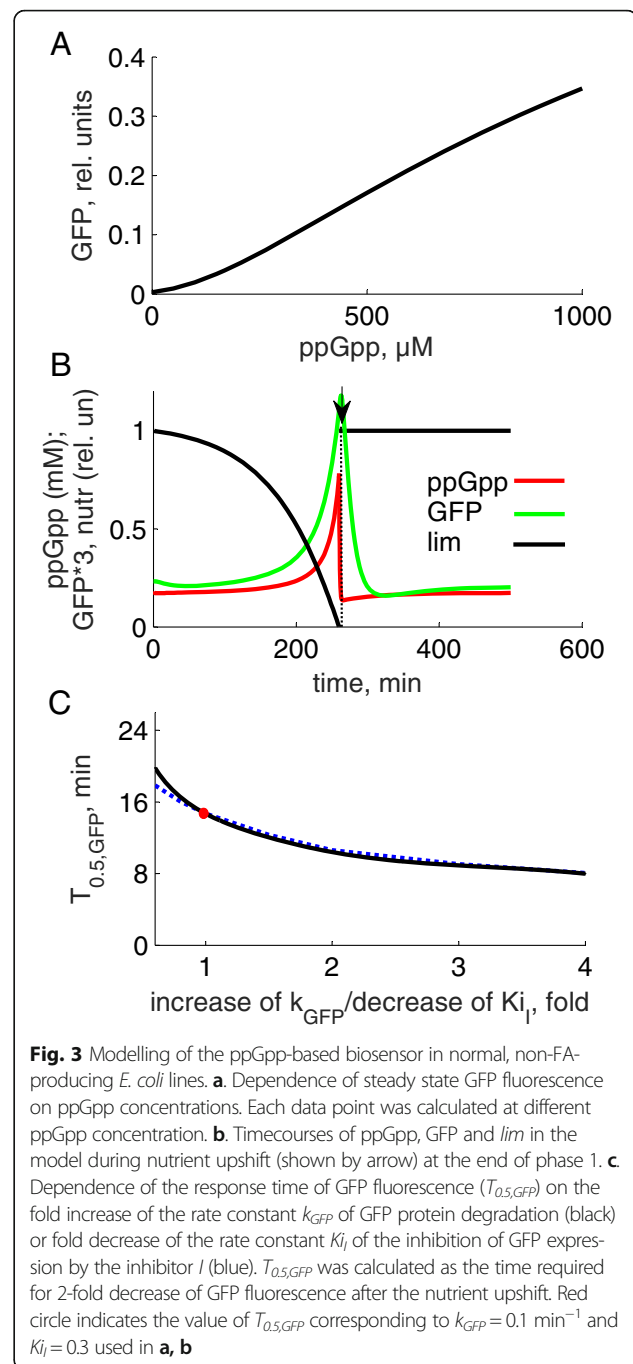 A
0.4
0.3
0.2
0.1
0
GFP, rel. units
0
500
1000
ppGpp, µM
B
1
0.5
0
ppGpp (mM);
GFP*3, nutr (rel. un)
ppGpp
GFP
lim
0
200
400
600
time, min
C
24
16
8
0
T0.5,GFP, min
1
2
3
4
increase of kGFP/decrease of KiI, fold
Fig. 3 Modelling of the ppGpp-based biosensor in normal, non-FA-
producing E. coli lines. a. Dependence of steady state GFP fluorescence
on ppGpp concentrations. Each data point was calculated at different
ppGpp concentration. b. Timecourses of ppGpp, GFP and lim in the
model during nutrient upshift (shown by arrow) at the end of phase 1. c.
Dependence of the response time of GFP fluorescence (T0.5,GFP) on the
fold increase of the rate constant kGFP of GFP protein degradation (black)
or fold decrease of the rate constant KiI of the inhibition of GFP expres-
sion by the inhibitor I (blue). T0.5,GFP was calculated as the time required
for 2-fold decrease of GFP fluorescence after the nutrient upshift. Red
circle indicates the value of T0.5,GFP corresponding to kGFP = 0.1 min−1 and
KiI = 0.3 used in a, b